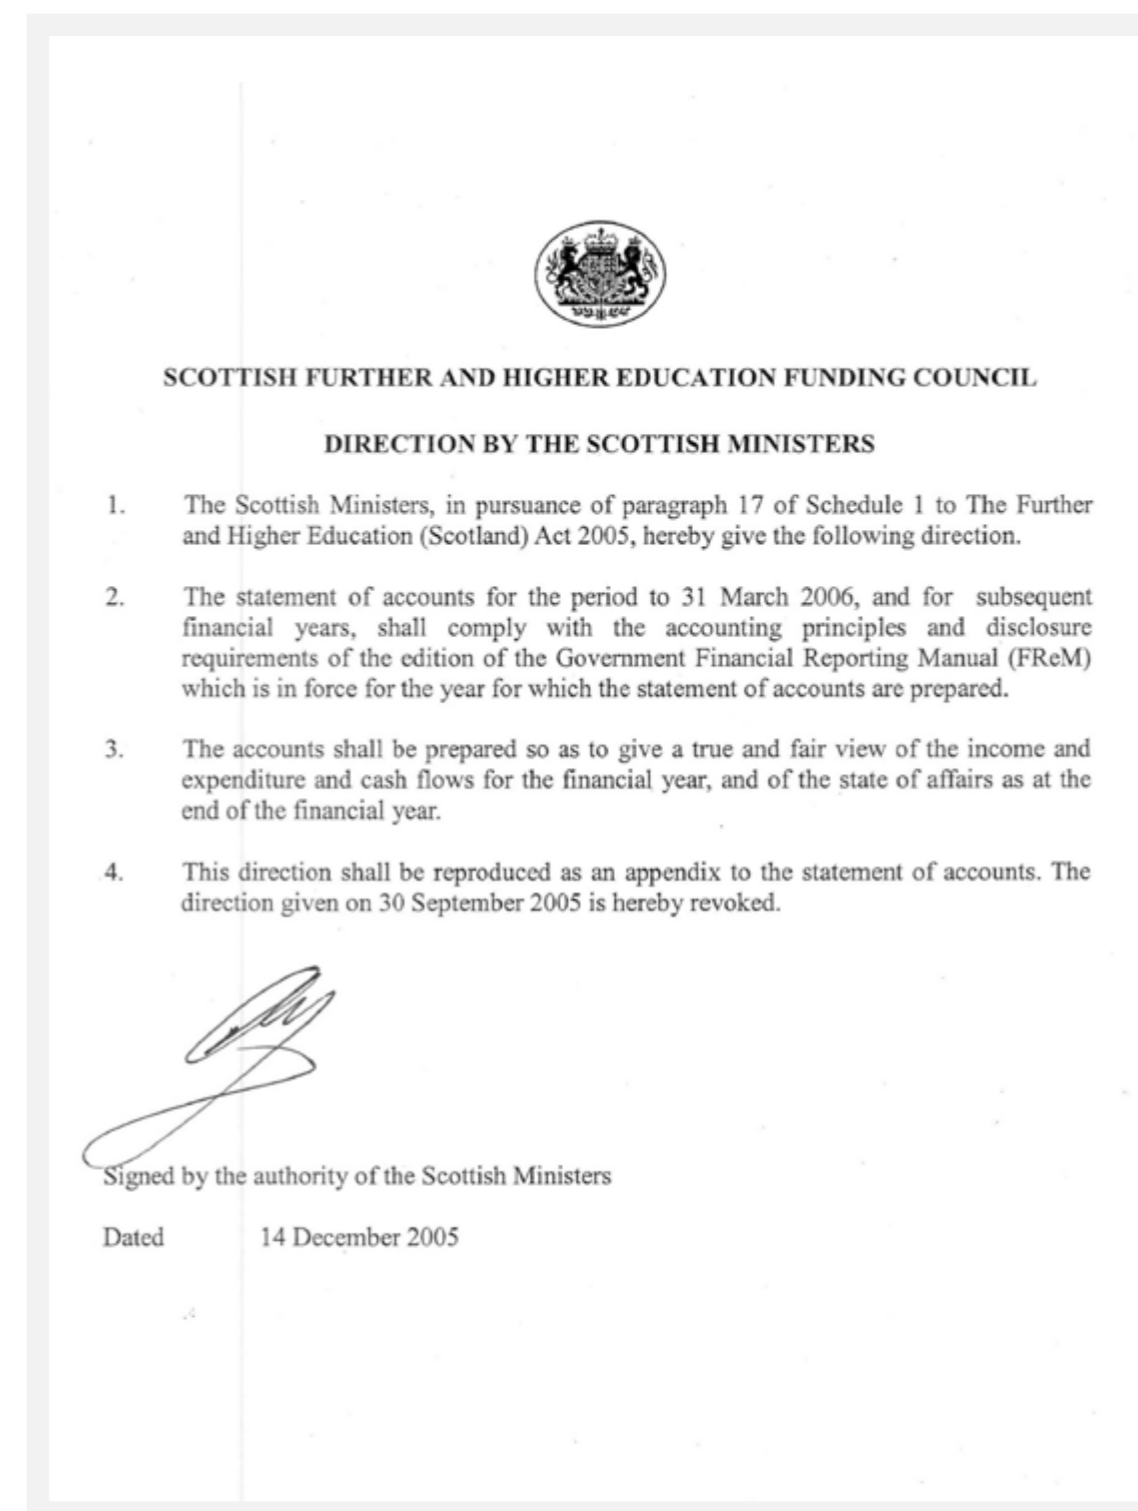 SCOTTISH FURTHER AND HIGHER EDUCATION FUNDING COUNCIL
DIRECTION BY THE SCOTTISH MINISTERS
1. The Scottish Ministers, in pursuance of paragraph 17 of Schedule 1 to The Further
and Higher Education (Scotland) Act 2005, hereby give the following direction.
2. The statement of accounts for the period to 31 March 2006, and for subsequent
financial years, shall comply with the accounting principles and disclosure
requirements of the edition of the Government Financial Reporting Manual (FReM)
which is in force for the year for which the statement of accounts are prepared.
3. The accounts shall be prepared so as to give a true and fair view of the income and
expenditure and cash flows for the financial year, and of the state of affairs as at the
end of the financial year.
4. This direction shall be reproduced as an appendix to the statement of accounts. The
direction given on 30 September 2005 is hereby revoked.
Signed by the authority of the Scottish Ministers
Dated 14 December 2005